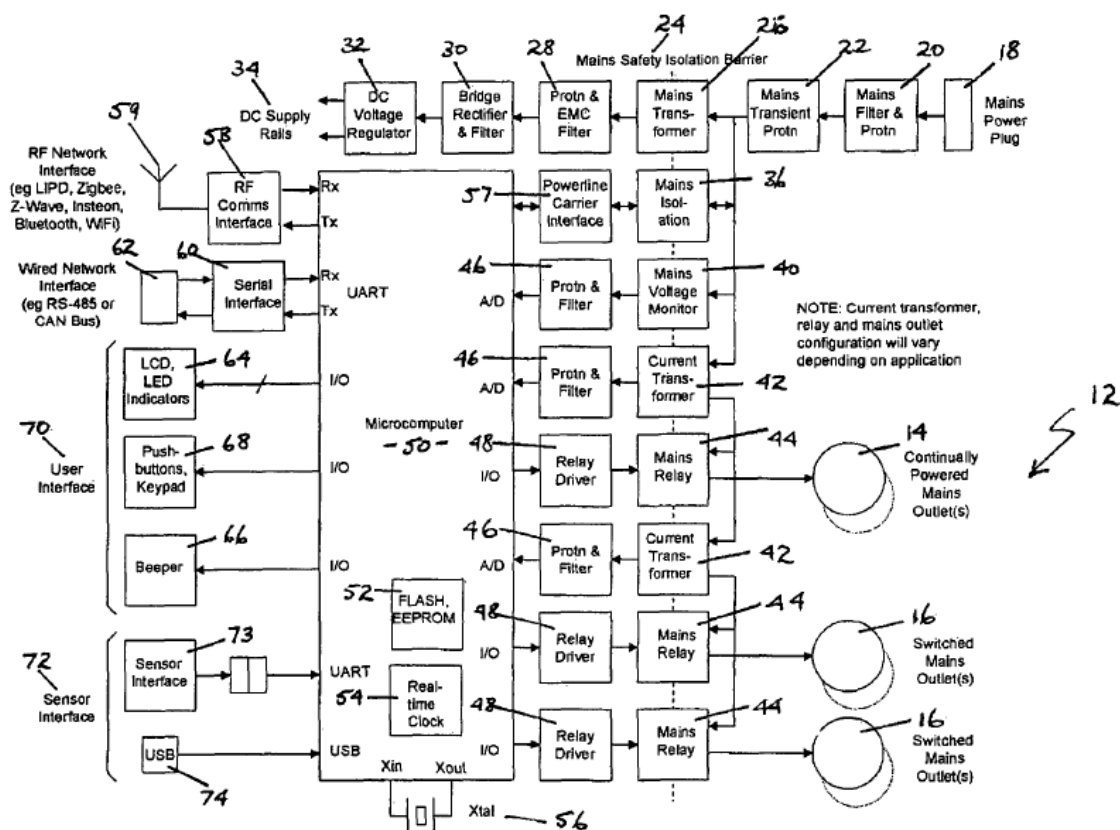 24
26
32
30
28
Mains Safety Isolation Barrier
22
20
18
34
DC Supply
Rails
DC
Voltage
Regulator
Bridge
Rectifier
& Filter
Protn &
EMC
Filter
Mains
Trans-
former
Mains
Transient
Protn
Mains
Filter &
Protn
Mains
Power
Plug
59
58
RF Network
Interface
(eg LIPD, Zigbee,
Z-Wave, Insteon,
Bluetooth, WiFi)
RF
Comms
Interface
Rx
Tx
57
Powerline
Carrier
Interface
Mains
Isol-
ation
36
62
60
Wired Network
Interface
(eg RS-485 or
CAN Bus)
Serial
Interface
Rx
Tx
UART
46
A/D
Protn &
Filter
Mains
Voltage
Monitor
40
NOTE: Current transformer,
relay and mains outlet
configuration will vary
depending on application
LCD,
LED
Indicators
64
I/O
46
A/D
Protn &
Filter
Current
Trans-
former
42
12
70
User
Interface
Push-
buttons,
Keypad
68
I/O
Microcomputer
-50-
48
I/O
Relay
Driver
Mains
Relay
44
14
Continually
Powered
Mains
Outlet(s)
Beeper
66
I/O
46
A/D
Protn &
Filter
Current
Trans-
former
42
52
FLASH,
EEPROM
48
I/O
Relay
Driver
Mains
Relay
44
16
Switched
Mains
Outlet(s)
72
Sensor
Interface
Sensor
Interface
73
UART
54
Real-
time
Clock
48
I/O
Relay
Driver
Mains
Relay
44
16
Switched
Mains
Outlet(s)
USB
74
USB
Xin
Xout
Xtal
56